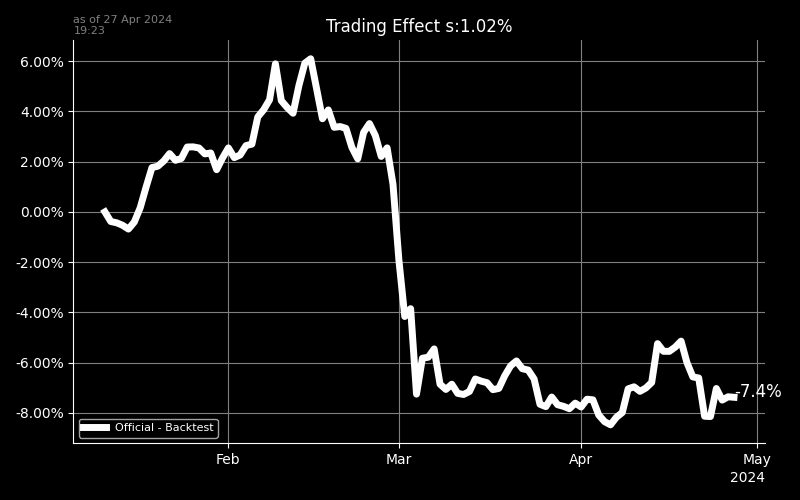 as of 27 Apr 2024
19:23
Trading Effect s:1.02%
6.00%
4.00%
2.00%
0.00%
-2.00%
-4.00%
-6.00%
-8.00%
-7.4%
Official - Backtest
Feb
Mar
Apr
May
2024